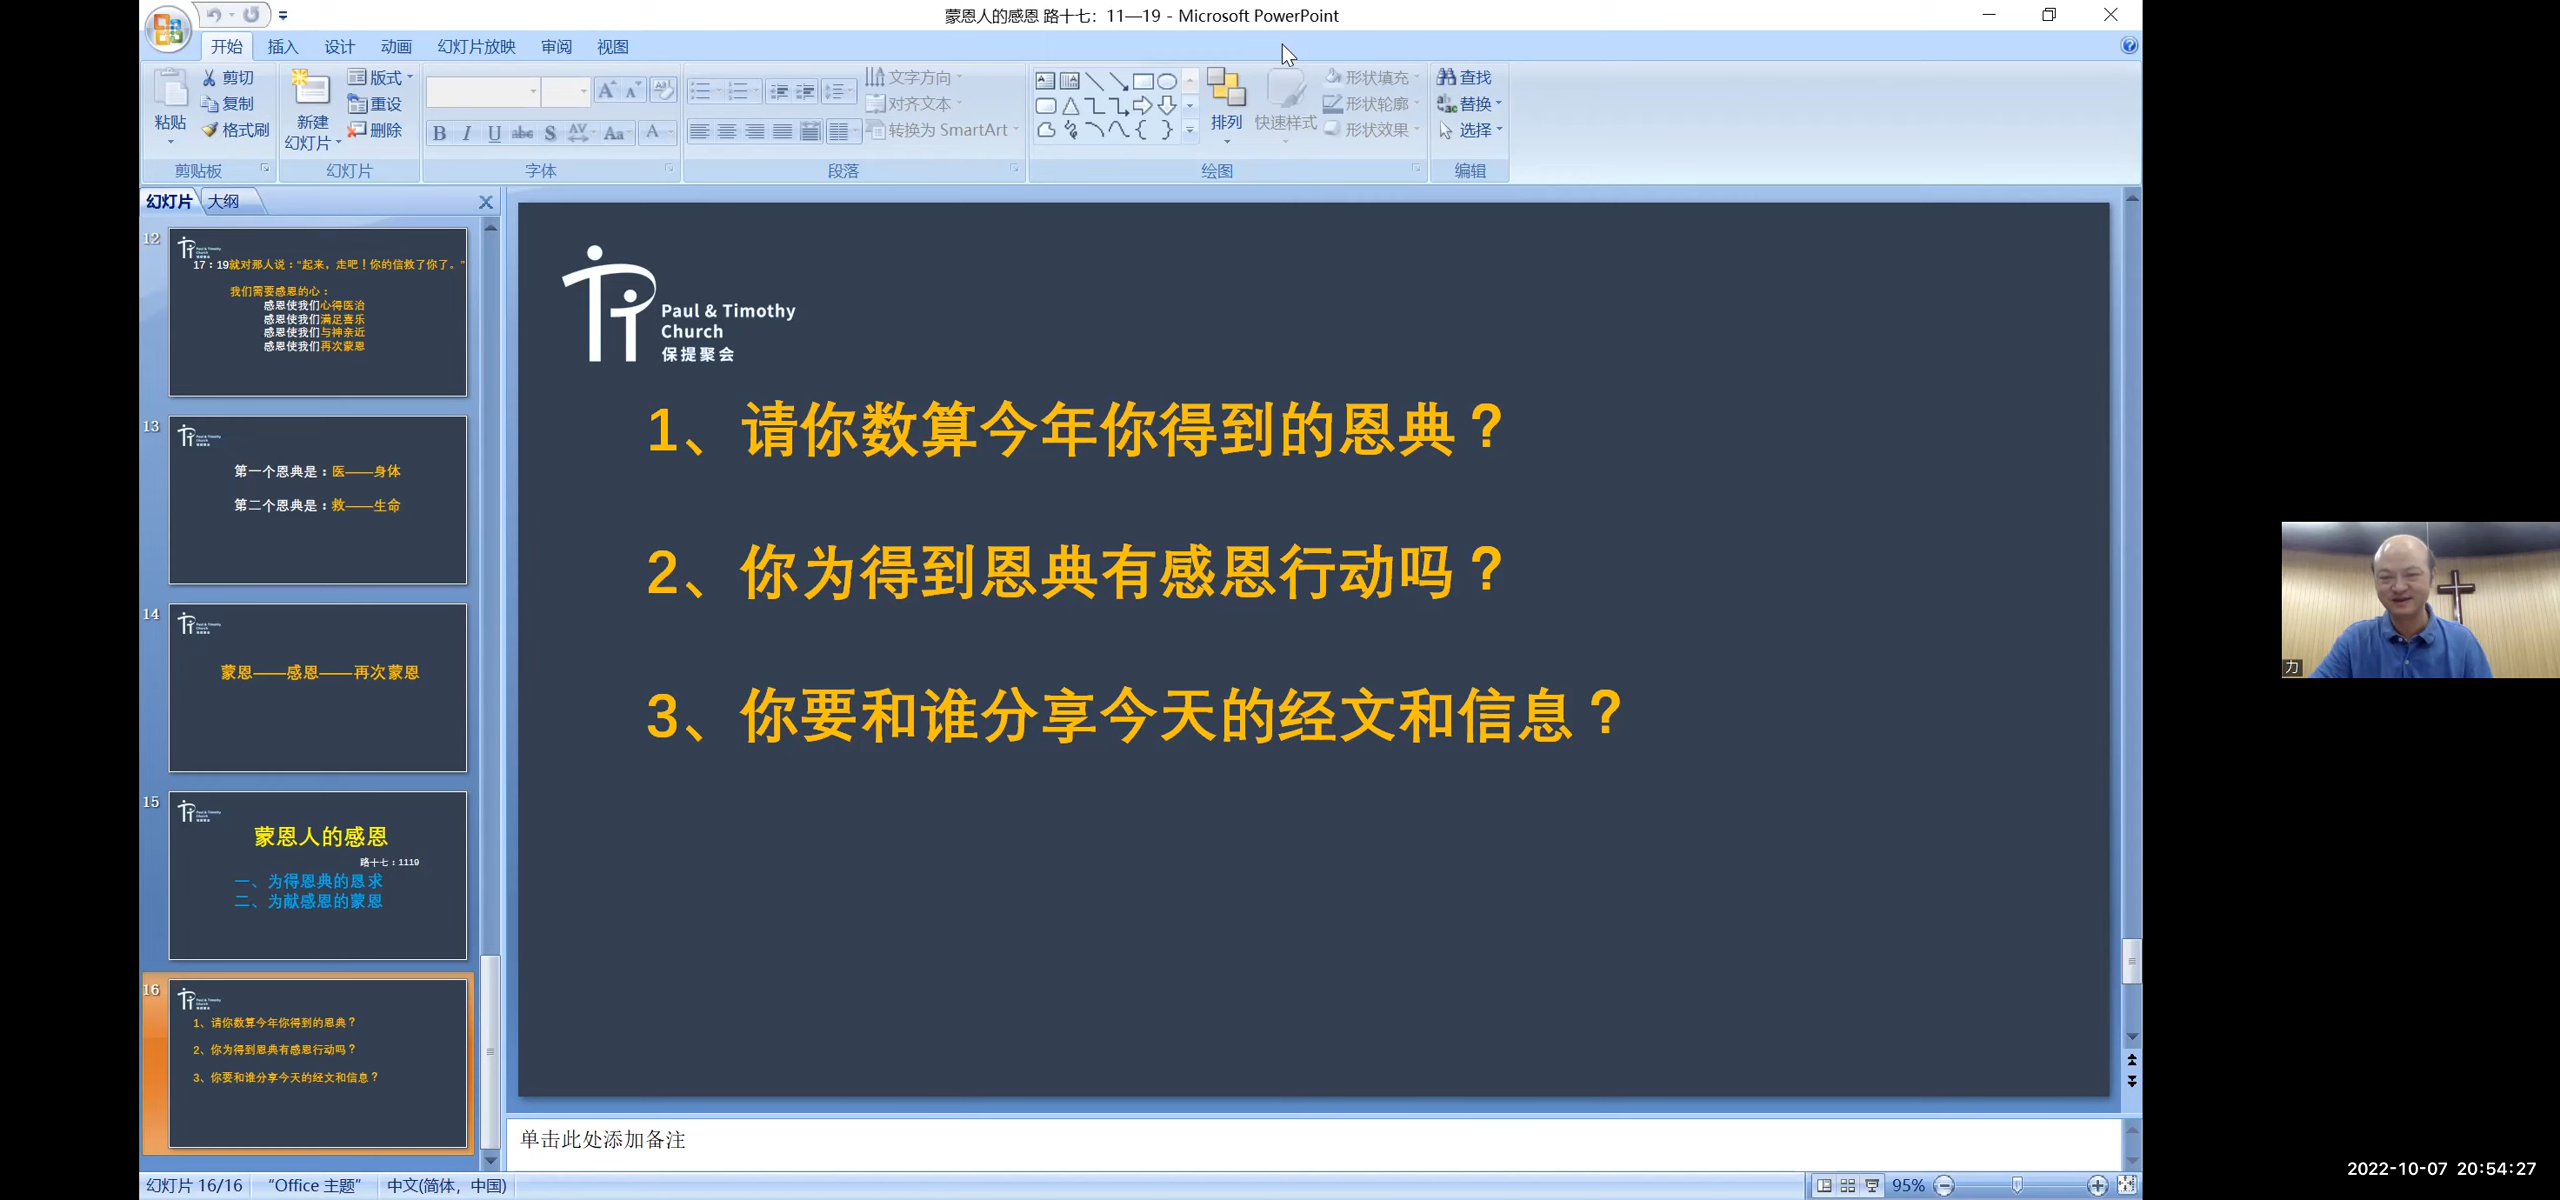 蒙恩人的感恩 路十七：11—19 - Microsoft PowerPoint
开始 插入 设计 动画 幻灯片放映 审阅 视图
粘贴 剪切 复制 格式刷
剪贴板
新建 幻灯片 版式 重设 删除
幻灯片
B I U abc S AV Aa A
字体
文字方向 对齐文本 转换为 SmartArt
段落
排列 快速样式 形状填充 形状轮廓 形状效果
绘图
查找 替换 选择
编辑
幻灯片 大纲
12
17：19就对那人说：“起来，走吧！你的信救了你了。”
我们需要感恩的心：
感恩使我们心得医治
感恩使我们满足喜乐
感恩使我们与神亲近
感恩使我们再次蒙恩
13
第一个恩典是：医——身体
第二个恩典是：救——生命
14
蒙恩——感恩——再次蒙恩
15
蒙恩人的感恩
路十七：1119
一、为得恩典的恳求
二、为献感恩的蒙恩
16
1、请你数算今年你得到的恩典？
2、你为得到恩典有感恩行动吗？
3、你要和谁分享今天的经文和信息？
Paul & Timothy
Church
保提聚会
1、请你数算今年你得到的恩典？
2、你为得到恩典有感恩行动吗？
3、你要和谁分享今天的经文和信息？
单击此处添加备注
幻灯片 16/16 “Office 主题” 中文(简体，中国)
95%
力
2022-10-07 20:54:27